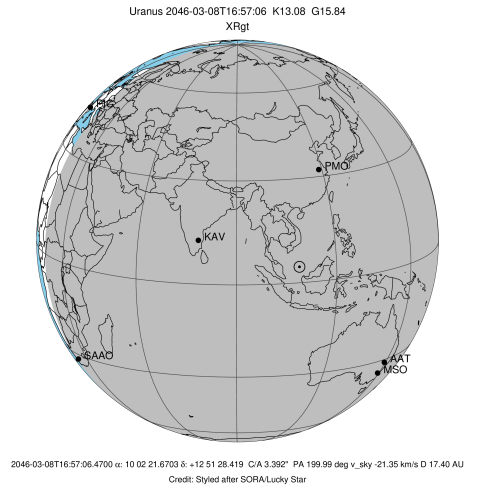 Uranus 2046-03-08T16:57:06 K13.08 G15.84
XRgt
PIC
PMO
KAV
SAAO
AAT
MSO
2046-03-08T16:57:06.4700 α: 10 02 21.6703 δ: +12 51 28.419 C/A 3.392" PA 199.99 deg v_sky -21.35 km/s D 17.40 AU
Credit: Styled after SORA/Lucky Star